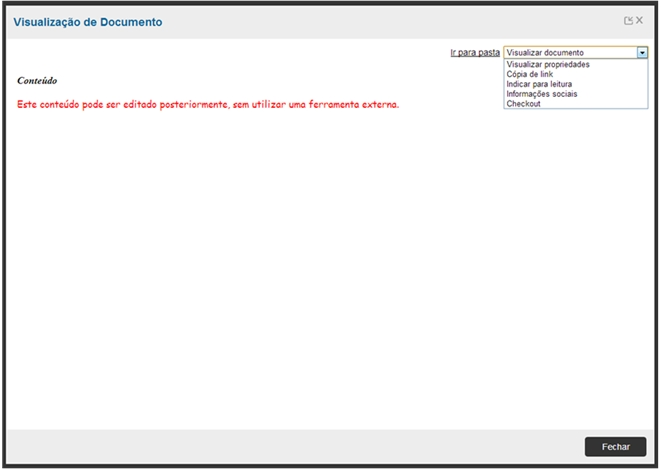 Visualização de Documento
Ir para pasta Visualizar documento
Visualizar propriedades
Cópia de link
Indicar para leitura
Informações sociais
Checkout
Conteúdo
Este conteúdo pode ser editado posteriormente, sem utilizar uma ferramenta externa.
Fechar